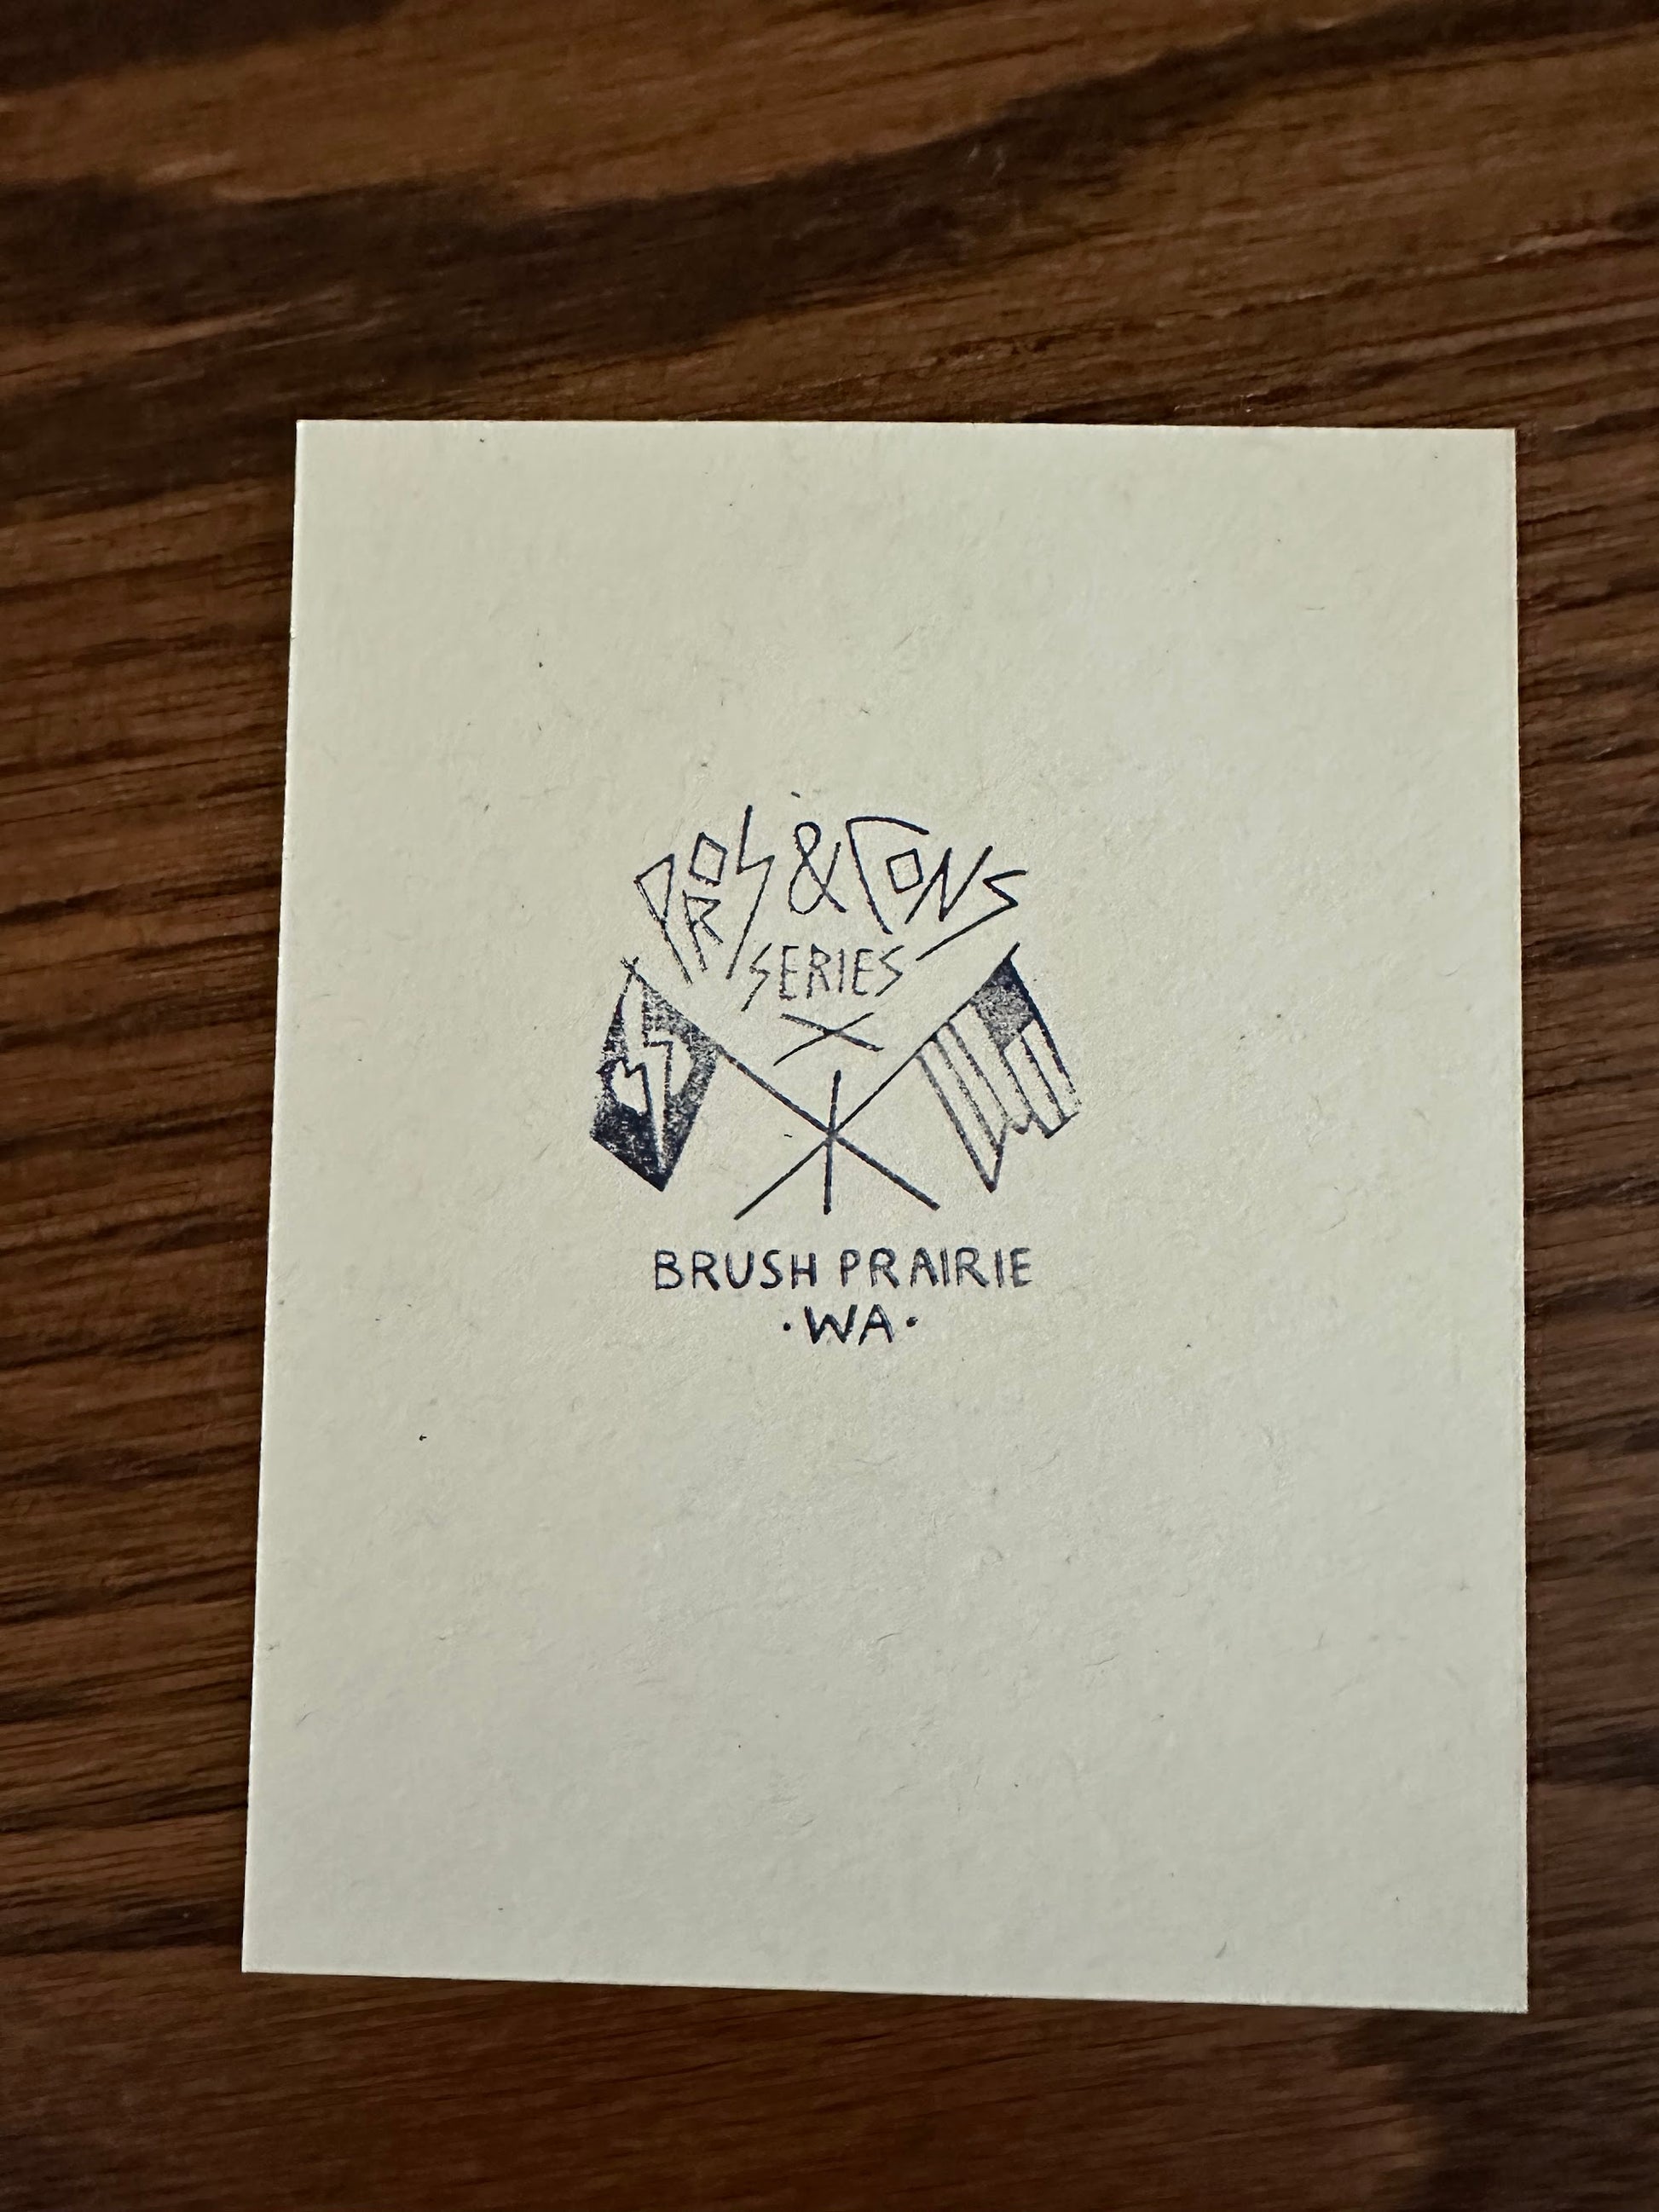 PROS & CONS
SERIES
BRUSH PRAIRIE
·WA·